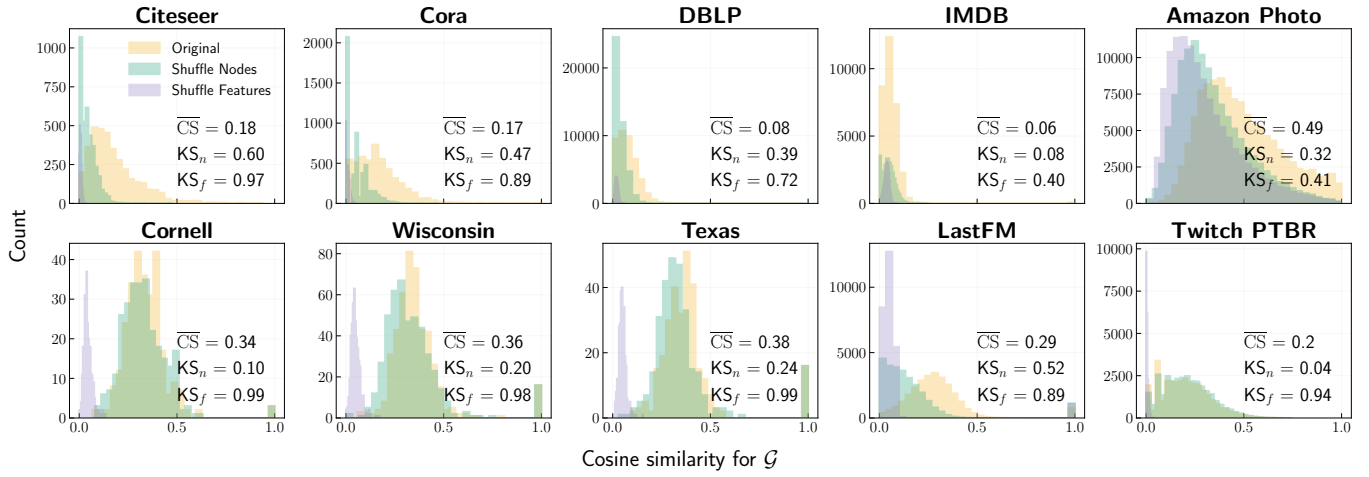 Citeseer
Cora
DBLP
IMDB
Amazon Photo
Original
Shuffle Nodes
Shuffle Features
CS = 0.18
KSn = 0.60
KSf = 0.97
0
250
500
750
1000
CS = 0.17
KSn = 0.47
KSf = 0.89
0
500
1000
1500
2000
CS = 0.08
KSn = 0.39
KSf = 0.72
0
10000
20000
CS = 0.06
KSn = 0.08
KSf = 0.40
0
5000
10000
CS = 0.49
KSn = 0.32
KSf = 0.41
0
2500
5000
7500
10000
Count
Cornell
Wisconsin
Texas
LastFM
Twitch PTBR
CS = 0.34
KSn = 0.10
KSf = 0.99
0
10
20
30
40
0.0 0.5 1.0
CS = 0.36
KSn = 0.20
KSf = 0.98
0
20
40
60
80
0.0 0.5 1.0
CS = 0.38
KSn = 0.24
KSf = 0.99
0
20
40
0.0 0.5 1.0
CS = 0.29
KSn = 0.52
KSf = 0.89
0
5000
10000
0.0 0.5 1.0
CS = 0.2
KSn = 0.04
KSf = 0.94
0
2500
5000
7500
10000
0.0 0.5 1.0
Cosine similarity for 𝒢